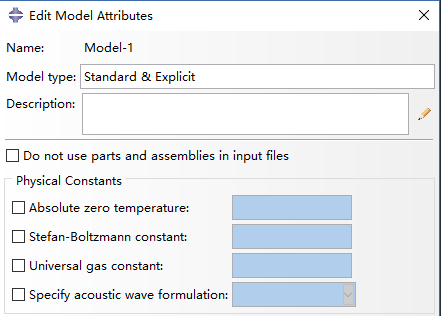 Edit Model Attributes
Name: Model-1
Model type: Standard & Explicit
Description:
Do not use parts and assemblies in input files
Physical Constants
Absolute zero temperature:
Stefan-Boltzmann constant:
Universal gas constant:
Specify acoustic wave formulation: